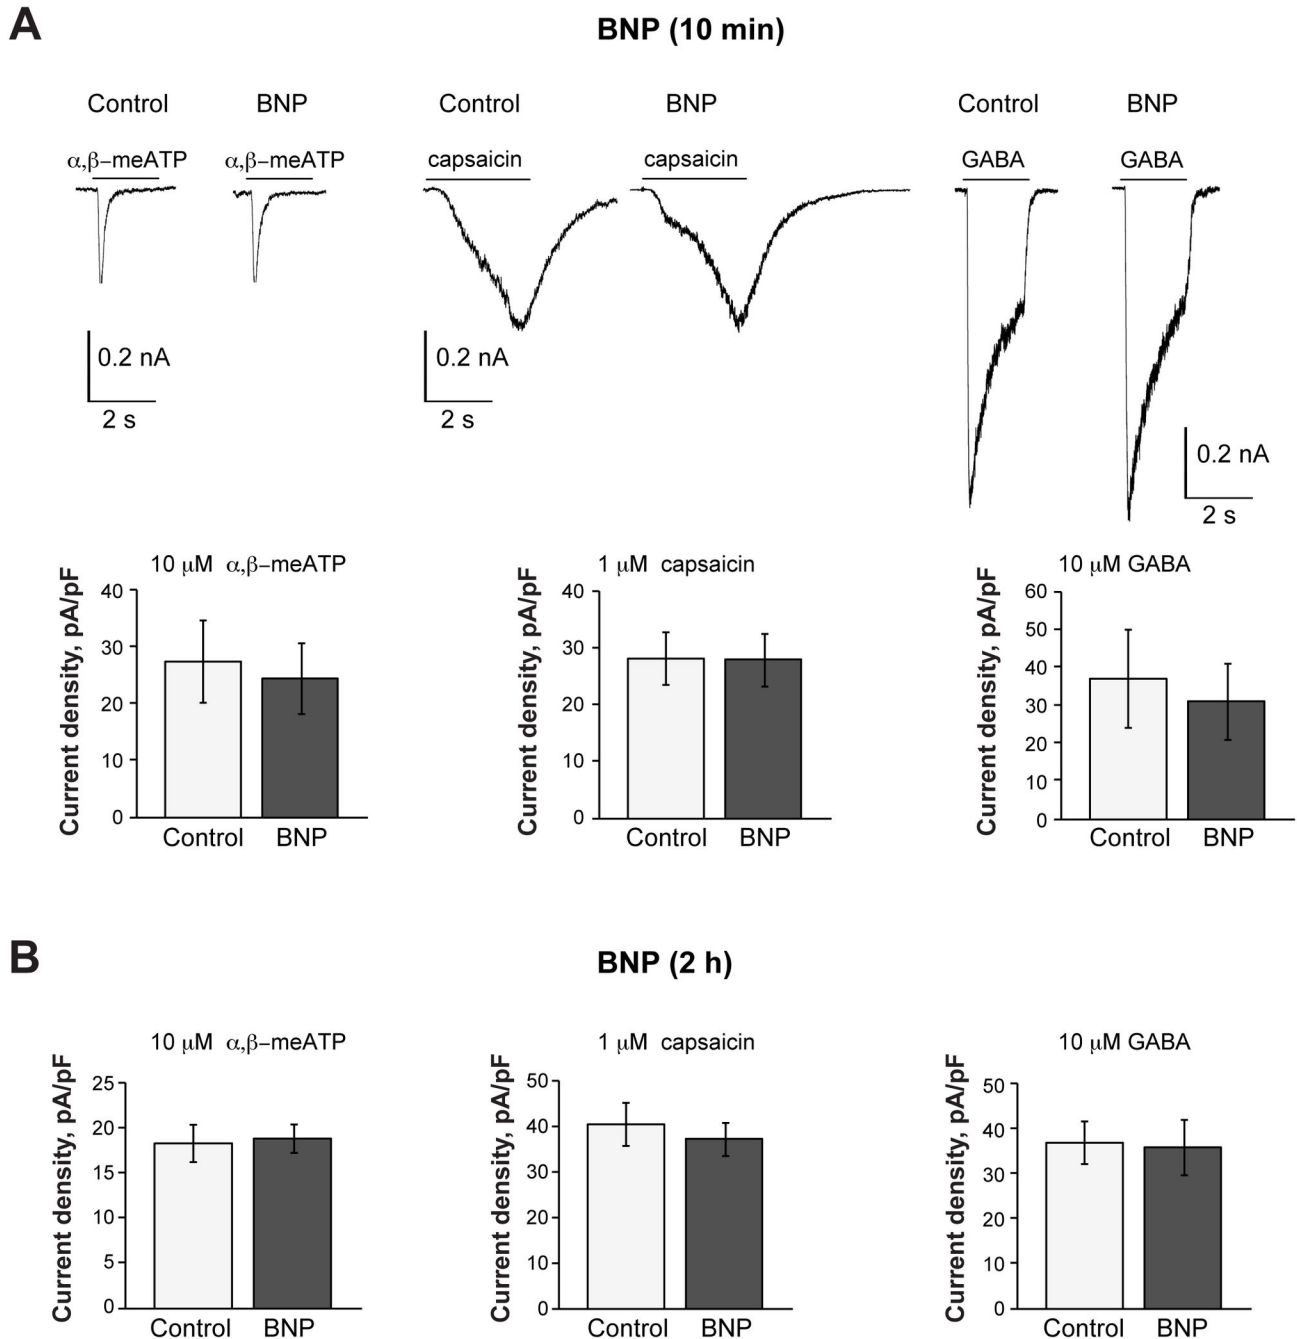 A
BNP (10 min)
Control BNP Control BNP Control BNP
α,β–meATP α,β–meATP capsaicin capsaicin GABA GABA
0.2 nA
2 s
0.2 nA
2 s
0.2 nA
2 s
10 μM α,β–meATP
Current density, pA/pF
40
30
20
10
0
Control BNP
1 μM capsaicin
Current density, pA/pF
40
30
20
10
0
Control BNP
10 μM GABA
Current density, pA/pF
60
50
40
30
20
10
0
Control BNP
B
BNP (2 h)
10 μM α,β–meATP
Current density, pA/pF
25
20
15
10
5
0
Control BNP
1 μM capsaicin
Current density, pA/pF
50
40
30
20
10
0
Control BNP
10 μM GABA
Current density, pA/pF
50
40
30
20
10
0
Control BNP